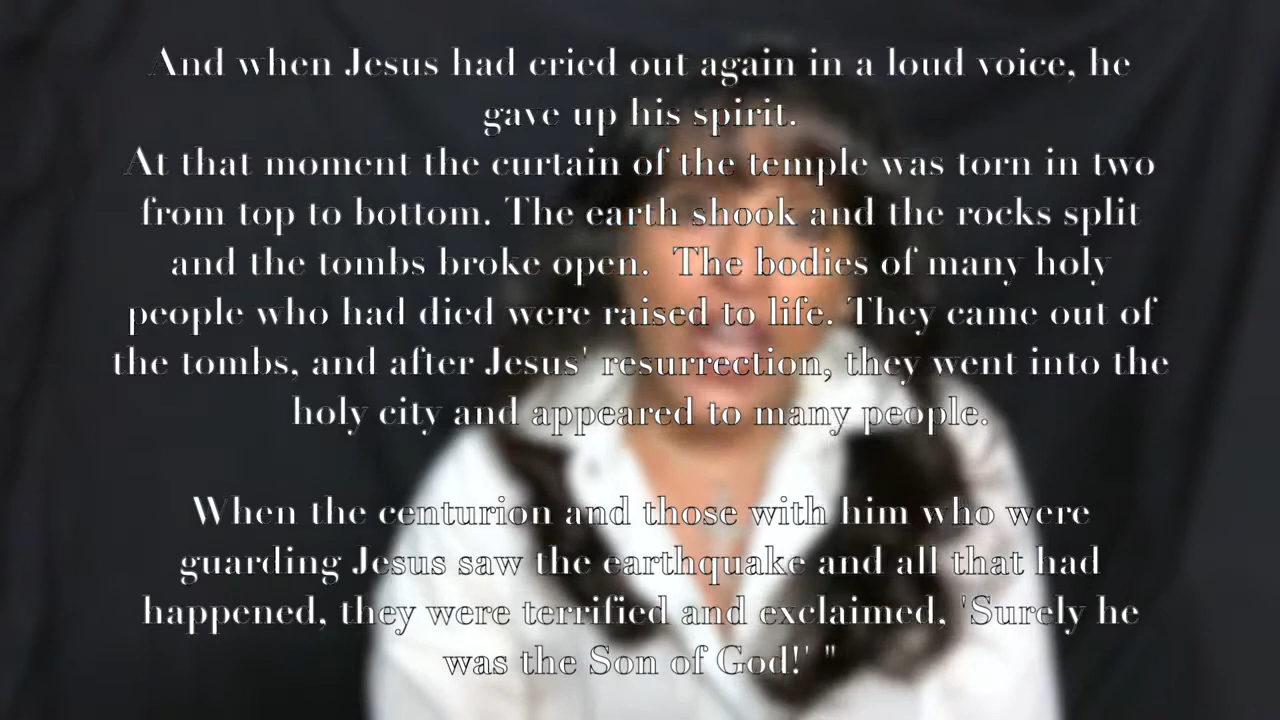 And when Jesus had cried out again in a loud voice, he
gave up his spirit.
At that moment the curtain of the temple was torn in two
from top to bottom. The earth shook and the rocks split
and the tombs broke open.  The bodies of many holy
people who had died were raised to life. They came out of
the tombs, and after Jesus' resurrection, they went into the
holy city and appeared to many people.
When the centurion and those with him who were
guarding Jesus saw the earthquake and all that had
happened, they were terrified and exclaimed, 'Surely he
was the Son of God!' "